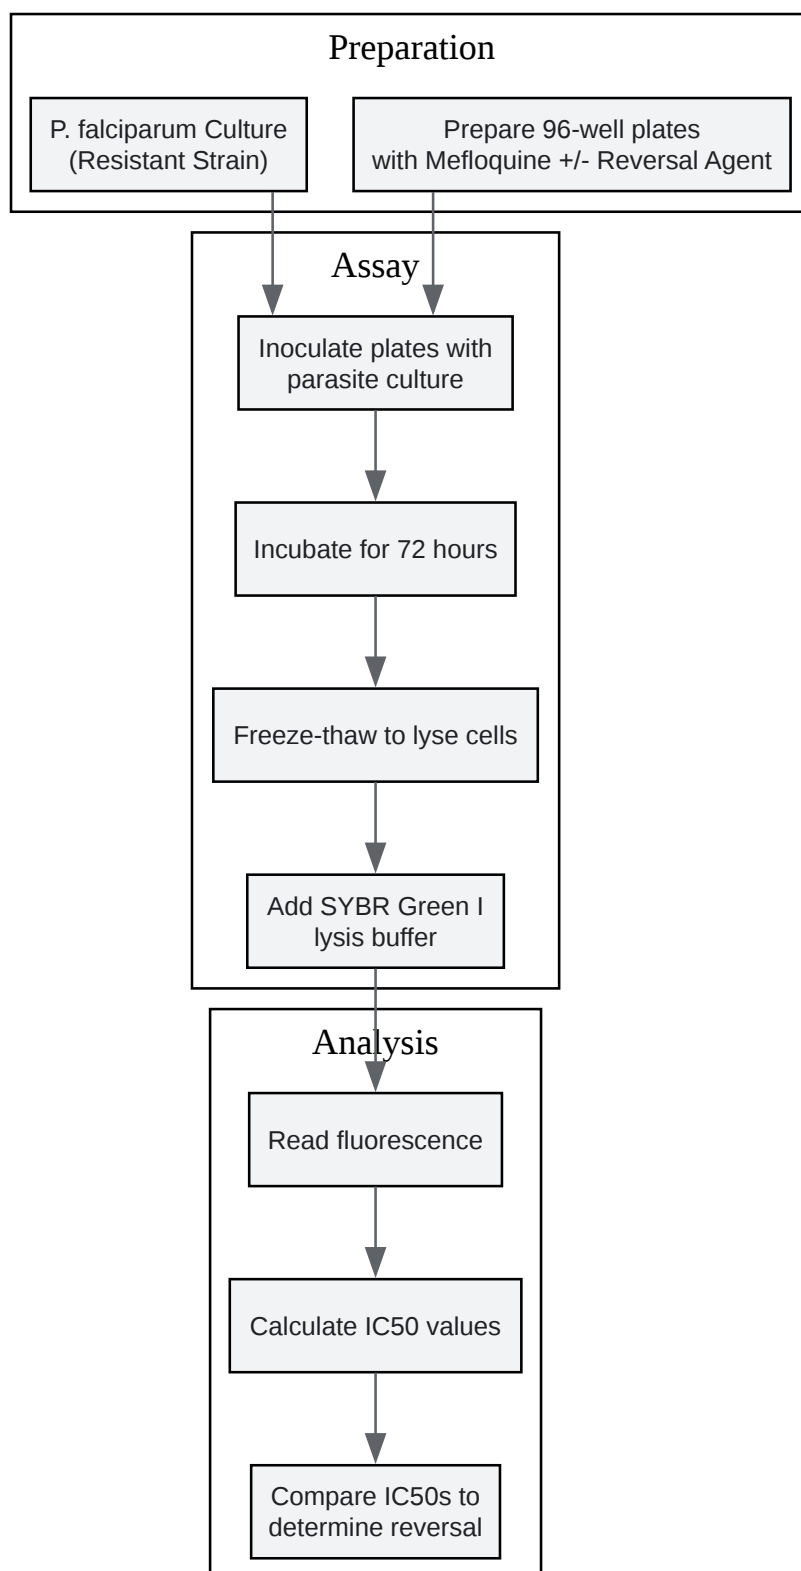 Preparation
P. falciparum Culture
(Resistant Strain)
Prepare 96-well plates
with Mefloquine +/- Reversal Agent
Assay
Inoculate plates with
parasite culture
Incubate for 72 hours
Freeze-thaw to lyse cells
Add SYBR Green I
lysis buffer
Analysis
Read fluorescence
Calculate IC50 values
Compare IC50s to
determine reversal